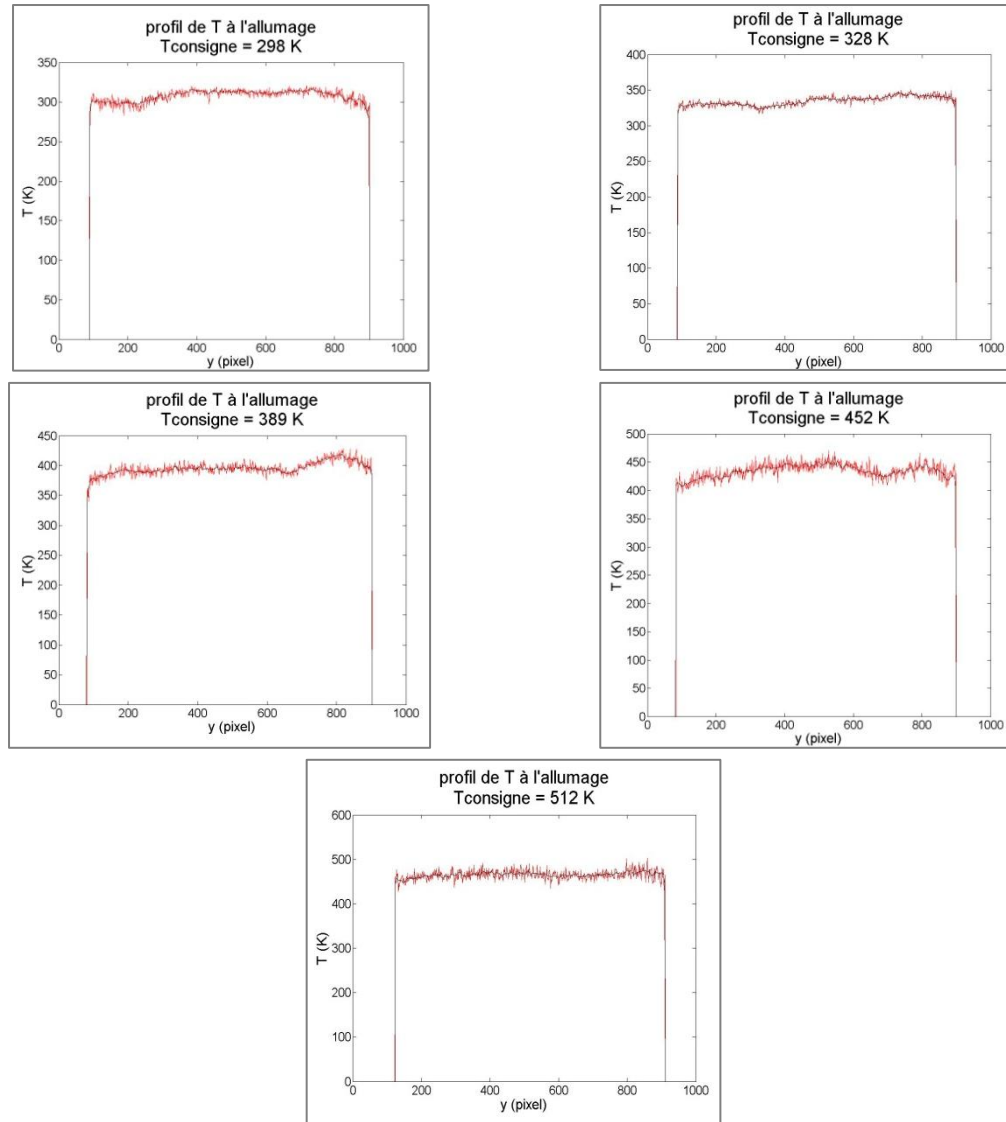 profil de T à l'allumage
Tconsigne = 298 K
350
300
250
200
150
100
50
0
T (K)
0 200 400 600 800 1000
y (pixel)
profil de T à l'allumage
Tconsigne = 328 K
400
350
300
250
200
150
100
50
0
T (K)
0 200 400 600 800 1000
y (pixel)
profil de T à l'allumage
Tconsigne = 389 K
450
400
350
300
250
200
150
100
50
0
T (K)
0 200 400 600 800 1000
y (pixel)
profil de T à l'allumage
Tconsigne = 452 K
500
450
400
350
300
250
200
150
100
50
0
T (K)
0 200 400 600 800 1000
y (pixel)
profil de T à l'allumage
Tconsigne = 512 K
600
500
400
300
200
100
0
T (K)
0 200 400 600 800 1000
y (pixel)